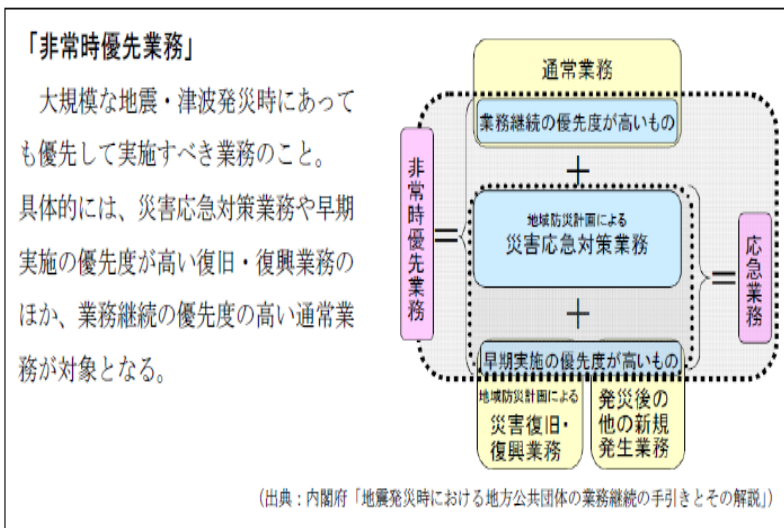 「非常時優先業務」
大規模な地震・津波発災時にあって
も優先して実施すべき業務のこと。
具体的には、災害応急対策業務や早期
実施の優先度が高い復旧・復興業務の
ほか、業務継続の優先度の高い通常業
務が対象となる。
通常業務
業務継続の優先度が高いもの
+
非常時優先業務
=
地域防災計画による
災害応急対策業務
=
応急業務
+
早期実施の優先度が高いもの
地域防災計画による
災害復旧・
復興業務
発災後の
他の新規
発生業務
(出典:内閣府「地震発災時における地方公共団体の業務継続の手引きとその解説」)